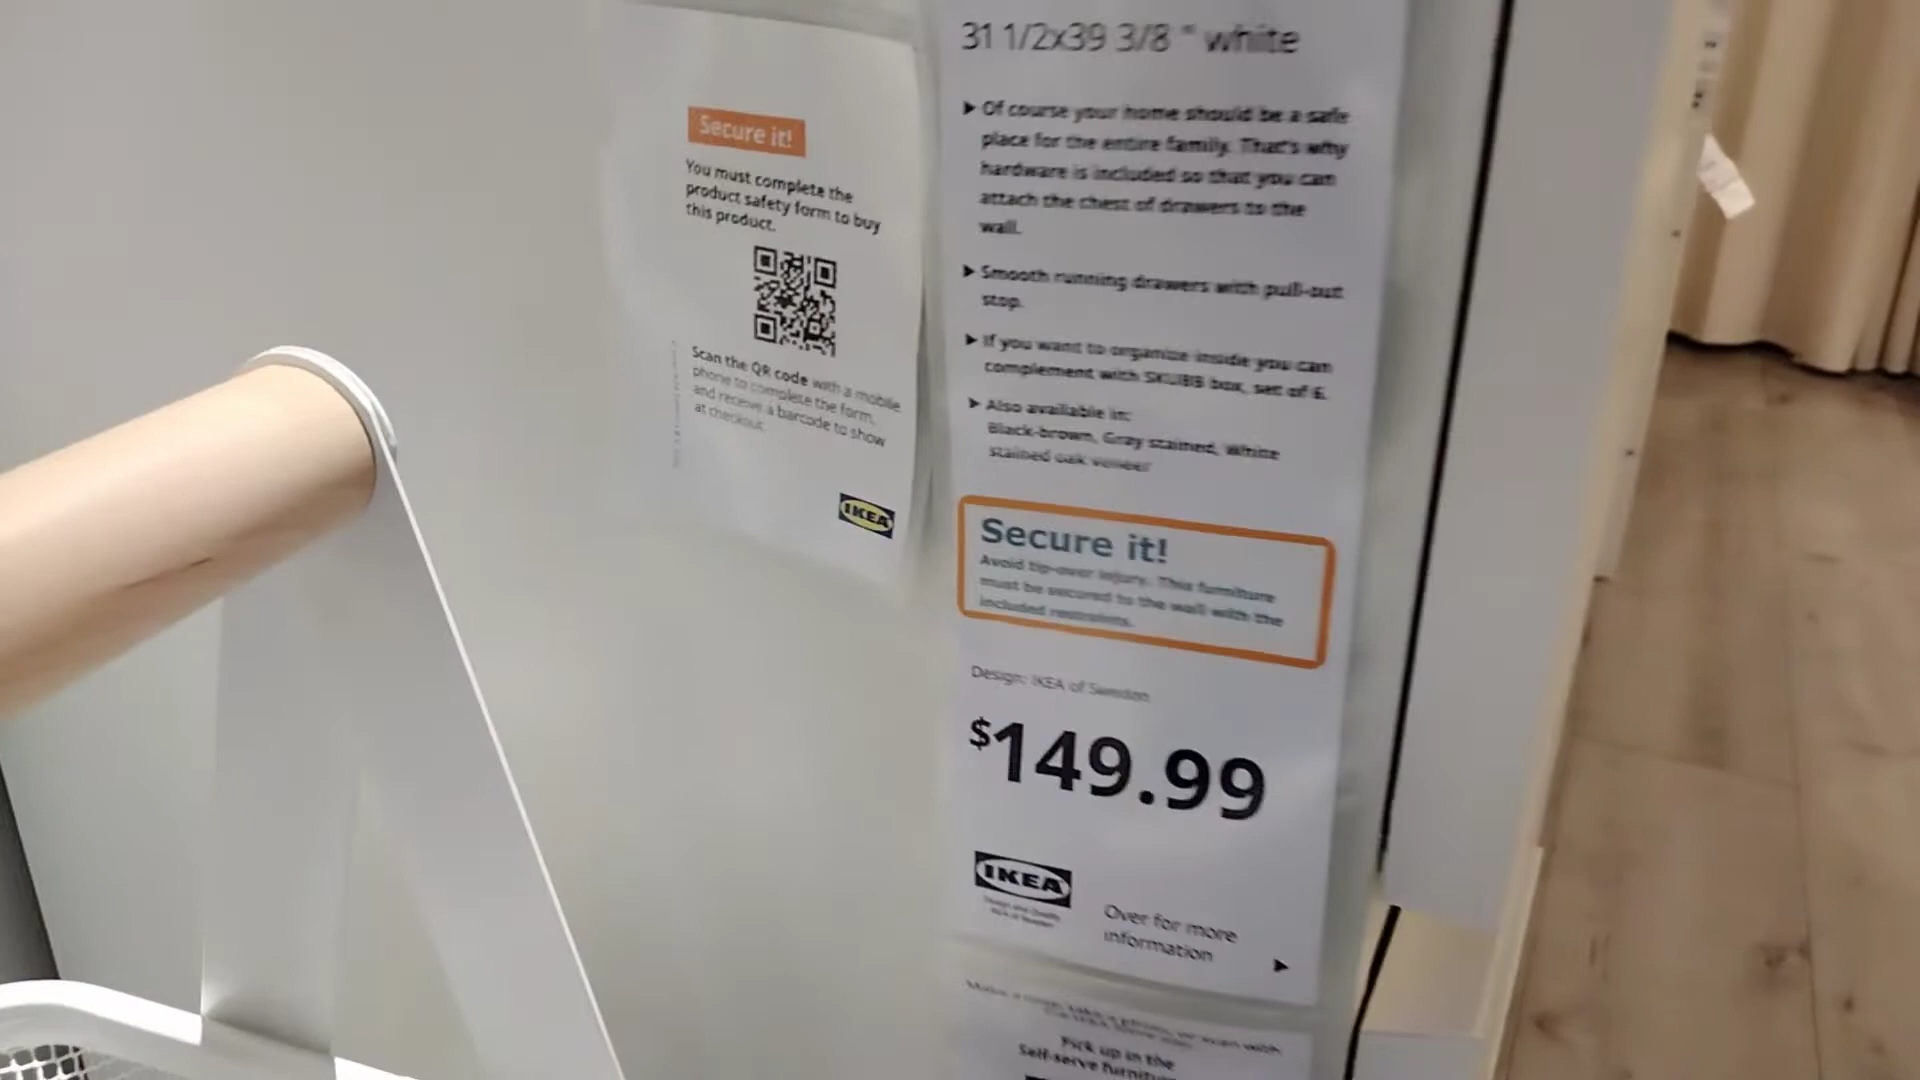 Secure it!
You must complete the
product safety form to buy
this product.
Scan the QR code with a mobile
phone to complete the form,
and receive a barcode to show
at checkout.
IKEA
31 1/2x39 3/8 " white
Of course your home should be a safe
place for the entire family. That's why
hardware is included so that you can
attach the chest of drawers to the
wall.
Smooth running drawers with pull-out
stop.
If you want to organize inside you can
complement with SKUBB box, set of 6.
Also available in:
Black-brown, Gray stained, White
stained oak veneer
Secure it!
Avoid tip-over injury. This furniture
must be secured to the wall with the
included restraints.
Design: IKEA of Sweden
$149.99
IKEA
Design and Quality
IKEA of Sweden
Over for more
information
Pick up in the
Self-serve furniture